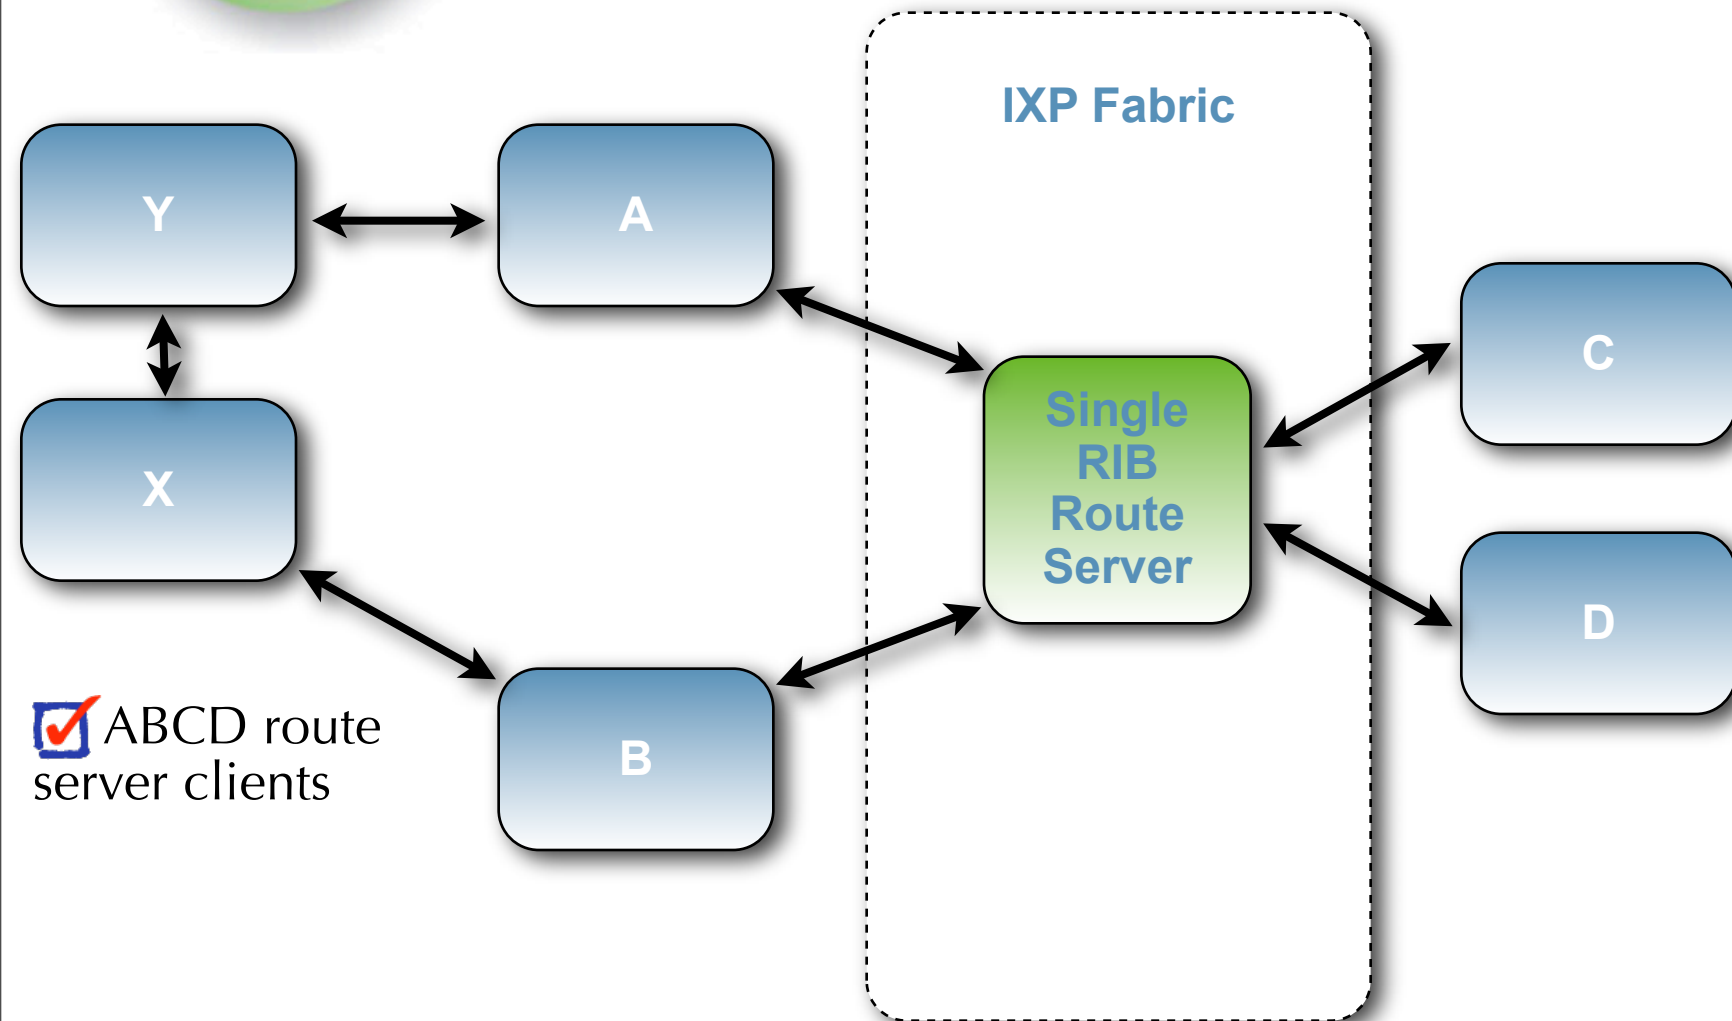 IXP Fabric
Y
A
C
Single
RIB
Route
Server
X
D
ABCD route
server clients
B